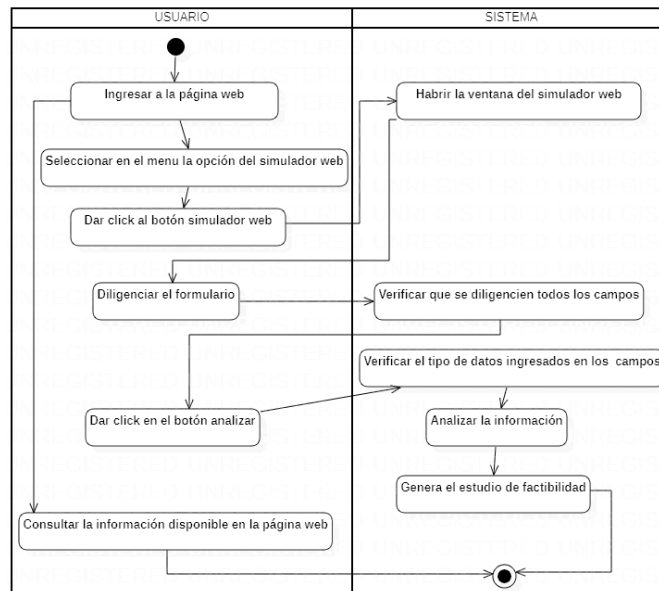 USUARIO
SISTEMA
Ingresar a la página web
Habrir la ventana del simulador web
Seleccionar en el menu la opción del simulador web
Dar click al botón simulador web
Diligenciar el formulario
Verificar que se diligencien todos los campos
Verificar el tipo de datos ingresados en los campos
Dar click en el botón analizar
Analizar la información
Genera el estudio de factibilidad
Consultar la información disponible en la página web